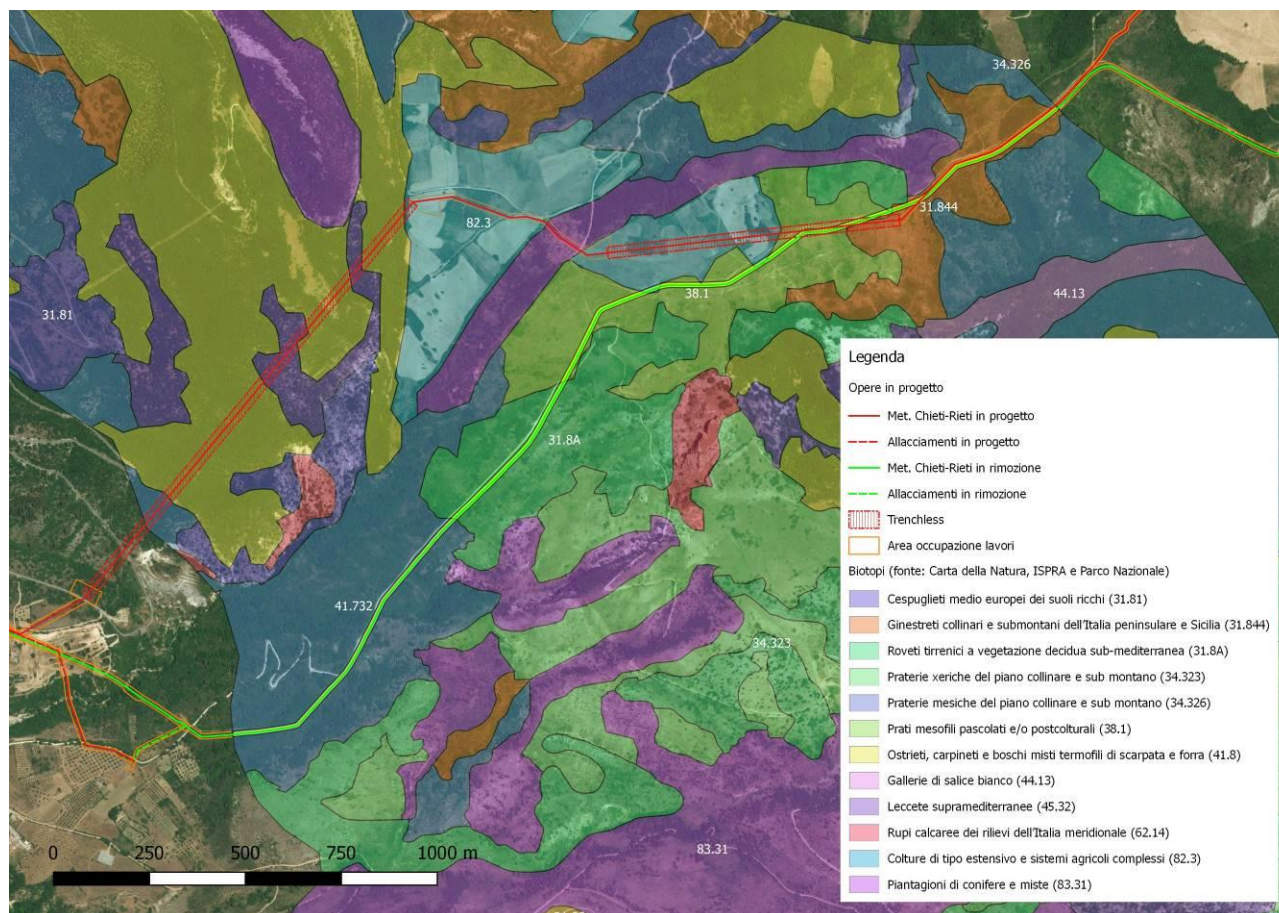 34.326
31.844
82.3
44.13
38.1
31.81
31.8A
41.732
34.323
83.31
0 250 500 750 1000 m
Legenda
Opere in progetto
Met. Chieti-Rieti in progetto
Allacciamenti in progetto
Met. Chieti-Rieti in rimozione
Allacciamenti in rimozione
Trenchless
Area occupazione lavori
Biotopi (fonte: Carta della Natura, ISPRA e Parco Nazionale)
Cespuglieti medio europei dei suoli ricchi (31.81)
Ginestreti collinari e submontani dell'Italia peninsulare e Sicilia (31.844)
Roveti tirrenici a vegetazione decidua sub-mediterranea (31.8A)
Praterie xeriche del piano collinare e sub montano (34.323)
Praterie mesiche del piano collinare e sub montano (34.326)
Prati mesofili pascolati e/o postcolturali (38.1)
Ostrieti, carpineti e boschi misti termofili di scarpata e forra (41.8)
Gallerie di salice bianco (44.13)
Leccete supramediterranee (45.32)
Rupi calcaree dei rilievi dell'Italia meridionale (62.14)
Colture di tipo estensivo e sistemi agricoli complessi (82.3)
Piantagioni di conifere e miste (83.31)